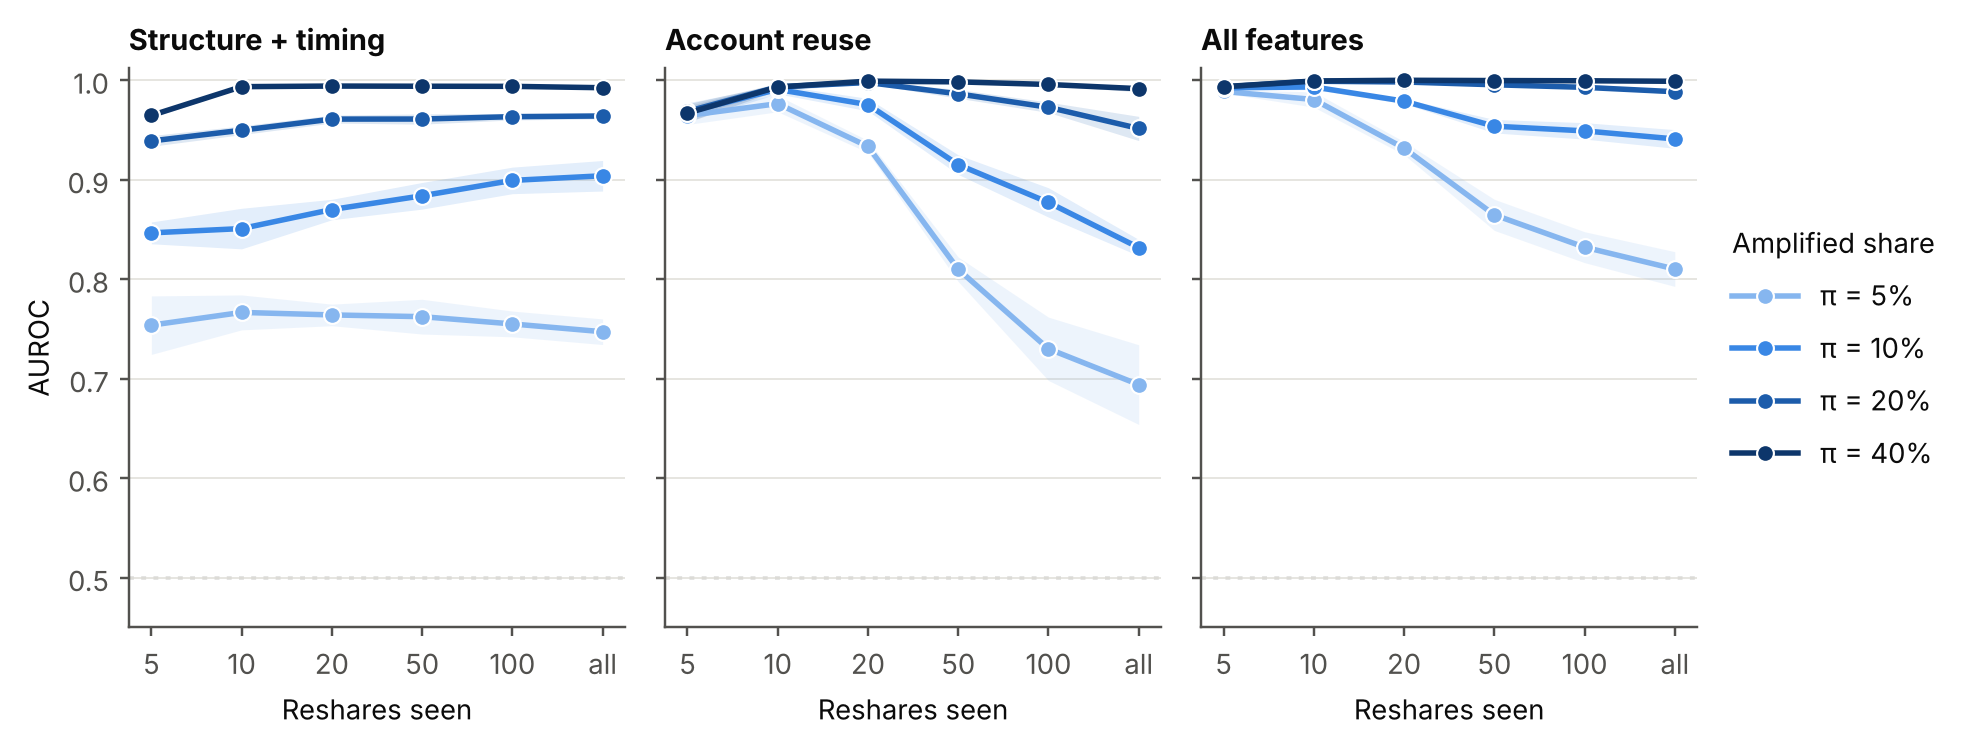 Structure + timing
Account reuse
All features
AUROC
1.0
0.9
0.8
0.7
0.6
0.5
5 10 20 50 100 all
5 10 20 50 100 all
5 10 20 50 100 all
Reshares seen
Reshares seen
Reshares seen
Amplified share
π = 5%
π = 10%
π = 20%
π = 40%